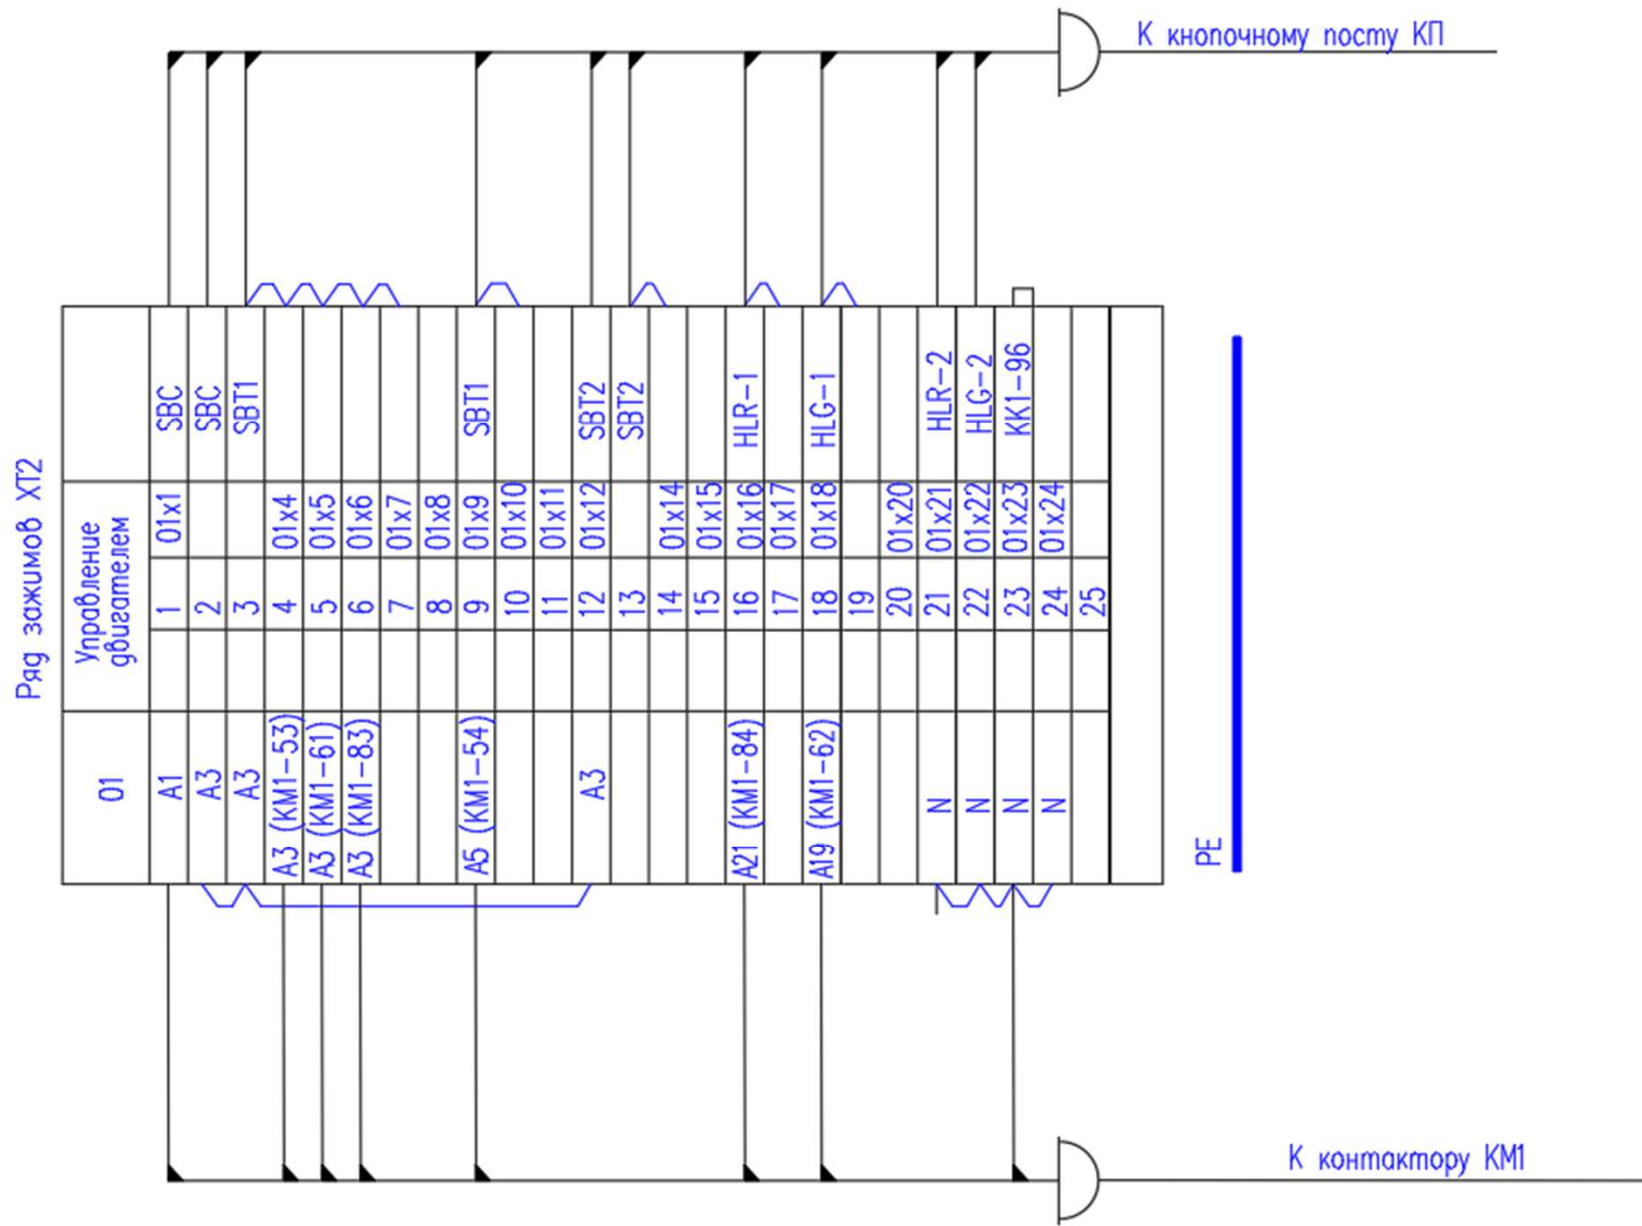 К кнопочному посту КП
Ряд зажимов XT2
SBC
SBC
SBT1
SBT1
SBT2
SBT2
HLR-1
HLG-1
HLR-2
HLG-2
KK1-96
Управление
двигателем
01x1
01x4
01x5
01x6
01x7
01x8
01x9
01x10
01x11
01x12
01x14
01x15
01x16
01x17
01x18
01x20
01x21
01x22
01x23
01x24
1
2
3
4
5
6
7
8
9
10
11
12
13
14
15
16
17
18
19
20
21
22
23
24
25
01
A1
A3
A3
A3 (KM1-53)
A3 (KM1-61)
A3 (KM1-83)
A5 (KM1-54)
A3
A21 (KM1-84)
A19 (KM1-62)
N
N
N
N
PE
К контактору КМ1